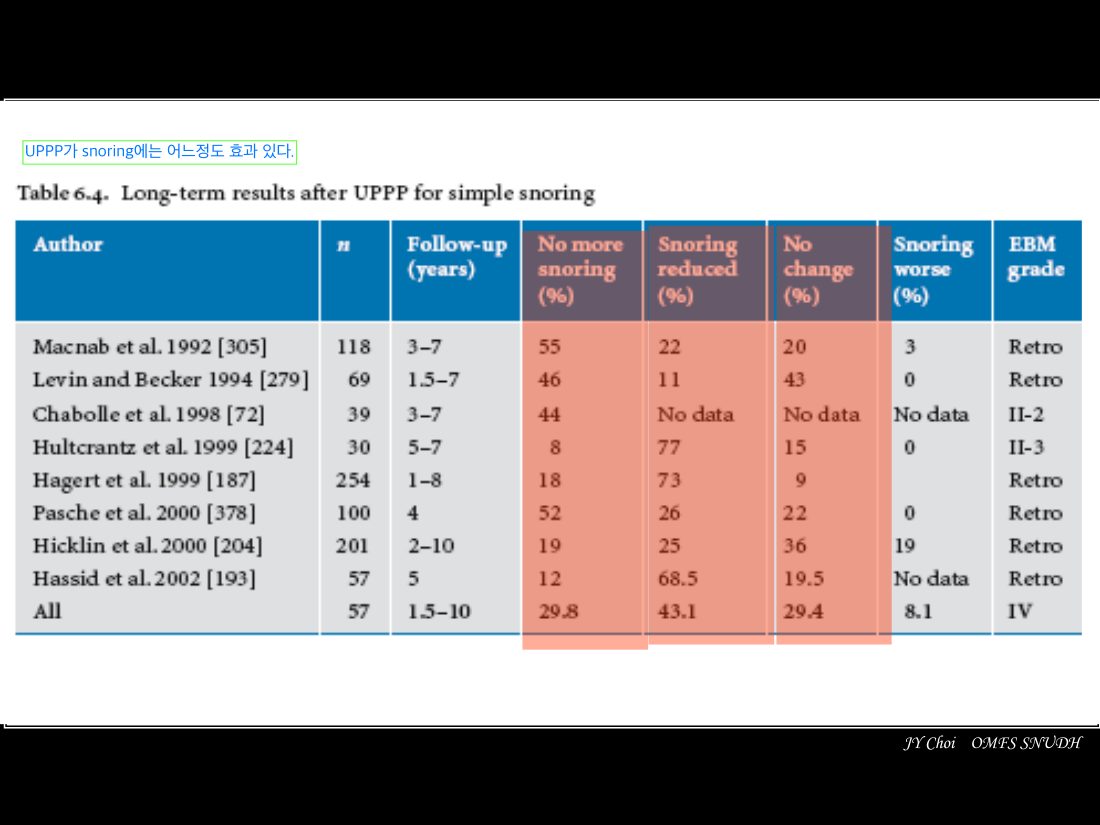 UPPP가 snoring에는 어느정도 효과 있다.
Table 6.4. Long-term results after UPPP for simple snoring
Author n Follow-up (years) No more snoring (%) Snoring reduced (%) No change (%) Snoring worse (%) EBM grade
Macnab et al. 1992 [305] 118 3–7 55 22 20 3 Retro
Levin and Becker 1994 [279] 69 1.5–7 46 11 43 0 Retro
Chabolle et al. 1998 [72] 39 3–7 44 No data No data No data II-2
Hultcrantz et al. 1999 [224] 30 5–7 8 77 15 0 II-3
Hagert et al. 1999 [187] 254 1–8 18 73 9 Retro
Pasche et al. 2000 [378] 100 4 52 26 22 0 Retro
Hicklin et al. 2000 [204] 201 2–10 19 25 36 19 Retro
Hassid et al. 2002 [193] 57 5 12 68.5 19.5 No data Retro
All 57 1.5–10 29.8 43.1 29.4 8.1 IV
JY Choi OMFS SNUDH